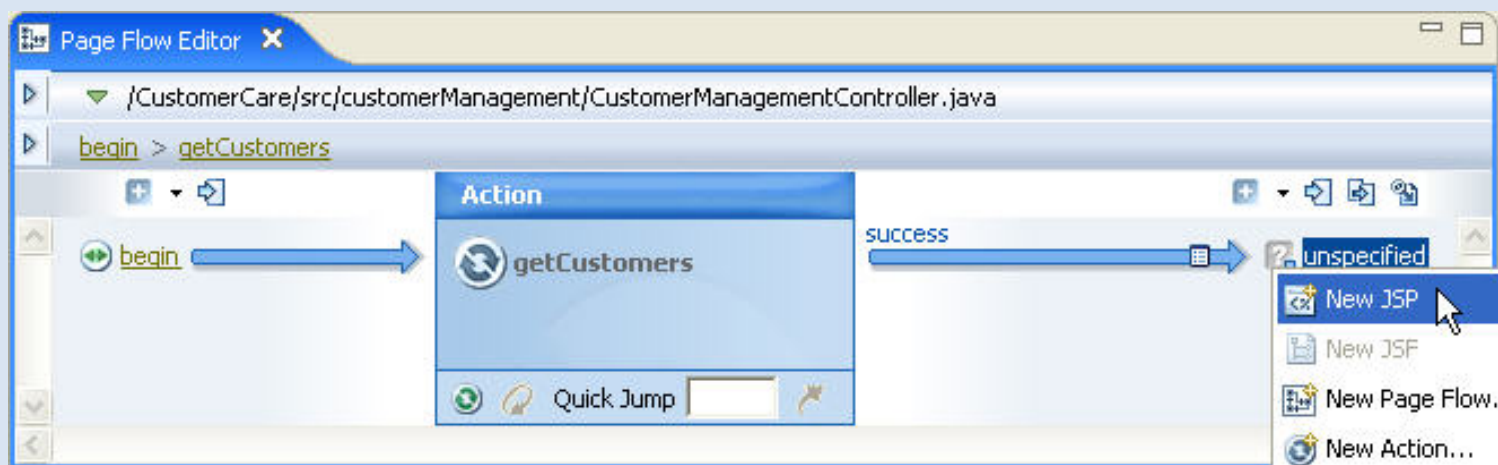 Page Flow Editor
/CustomerCare/src/customerManagement/CustomerManagementController.java
begin > getCustomers
Action
begin
getCustomers
success
unspecified
New JSP
New JSF
New Page Flow.
New Action...
Quick Jump